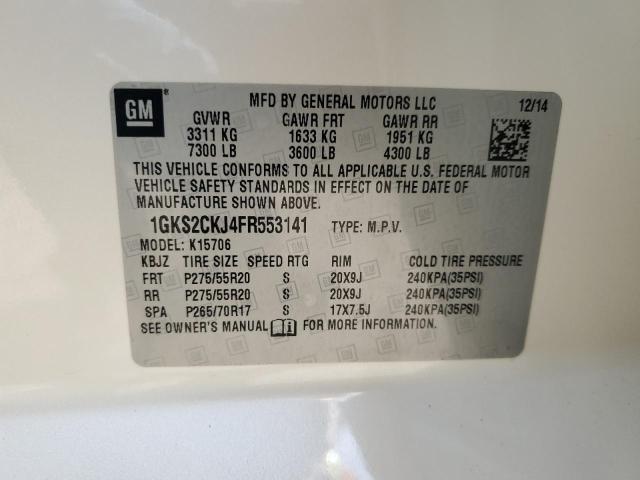 GM ®
MFD BY GENERAL MOTORS LLC 12/14
GVWR GAWR FRT GAWR RR
3311 KG 1633 KG 1951 KG
7300 LB 3600 LB 4300 LB
THIS VEHICLE CONFORMS TO ALL APPLICABLE U.S. FEDERAL MOTOR
VEHICLE SAFETY STANDARDS IN EFFECT ON THE DATE OF
MANUFACTURE SHOWN ABOVE.
1GKS2CKJ4FR553141 TYPE: M.P.V.
MODEL: K15706
KBJZ TIRE SIZE SPEED RTG RIM COLD TIRE PRESSURE
FRT P275/55R20 S 20X9J 240KPA(35PSI)
RR P275/55R20 S 20X9J 240KPA(35PSI)
SPA P265/70R17 S 17X7.5J 240KPA(35PSI)
SEE OWNER'S MANUAL FOR MORE INFORMATION.